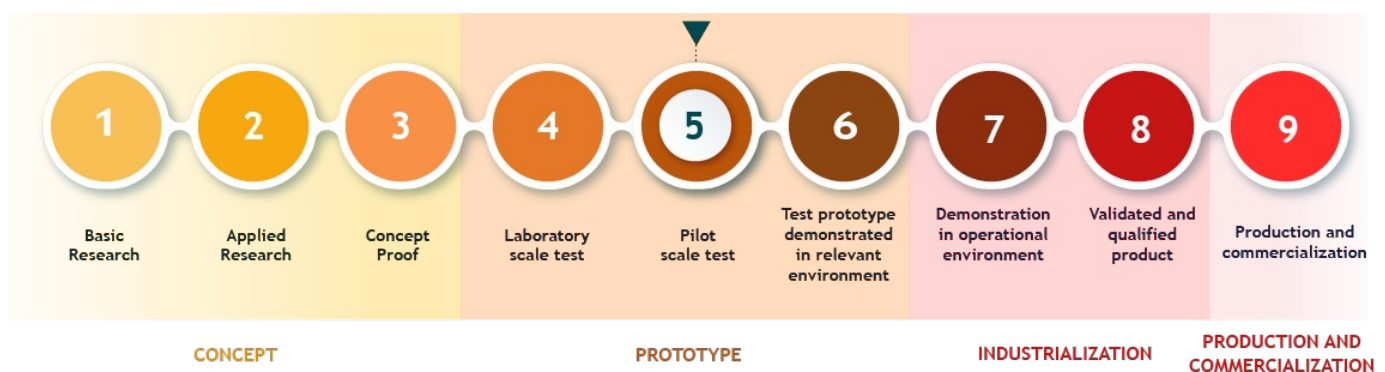 1
2
3
4
5
6
7
8
9
Basic
Research
Applied
Research
Concept
Proof
Laboratory
scale test
Pilot
scale test
Test prototype
demonstrated
in relevant
environment
Demonstration
in operational
environment
Validated and
qualified
product
Production and
commercialization
CONCEPT
PROTOTYPE
INDUSTRIALIZATION
PRODUCTION AND
COMMERCIALIZATION